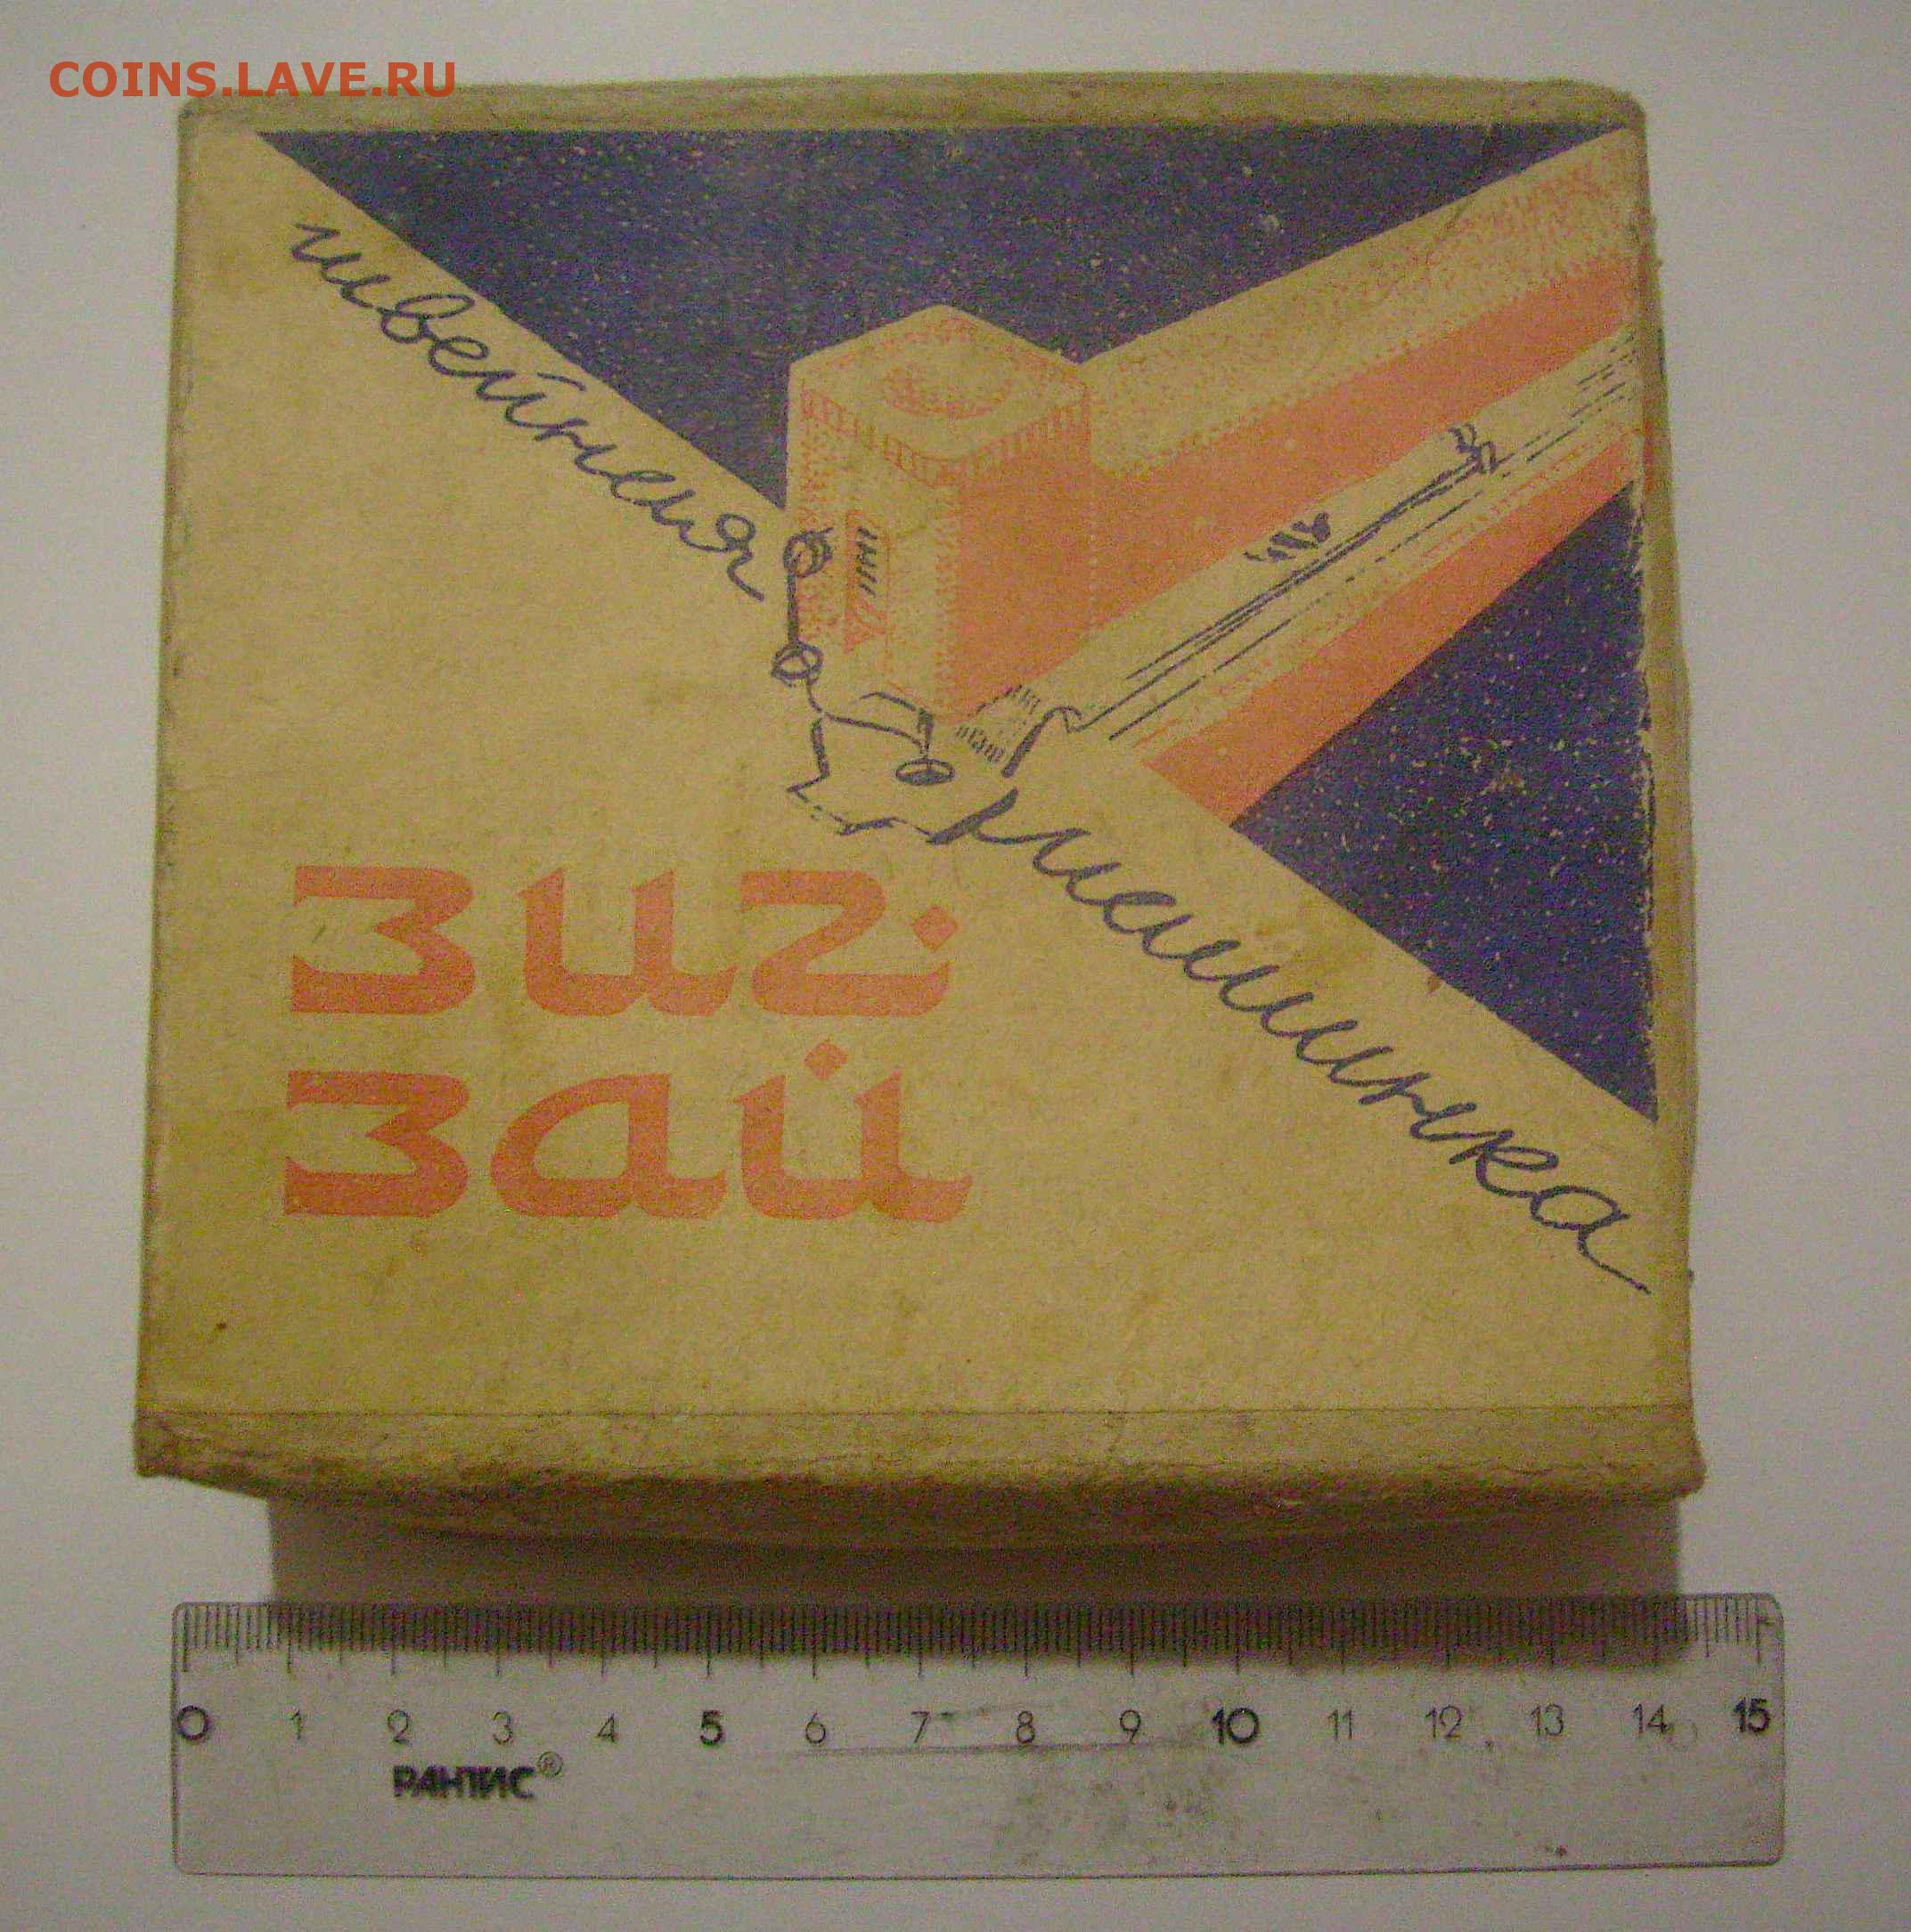 COINS.LAVE.RU
швейная
машинка
зиг
зай
0 1 2 3 4 5 6 7 8 9 10 11 12 13 14 15
РАНТИС®